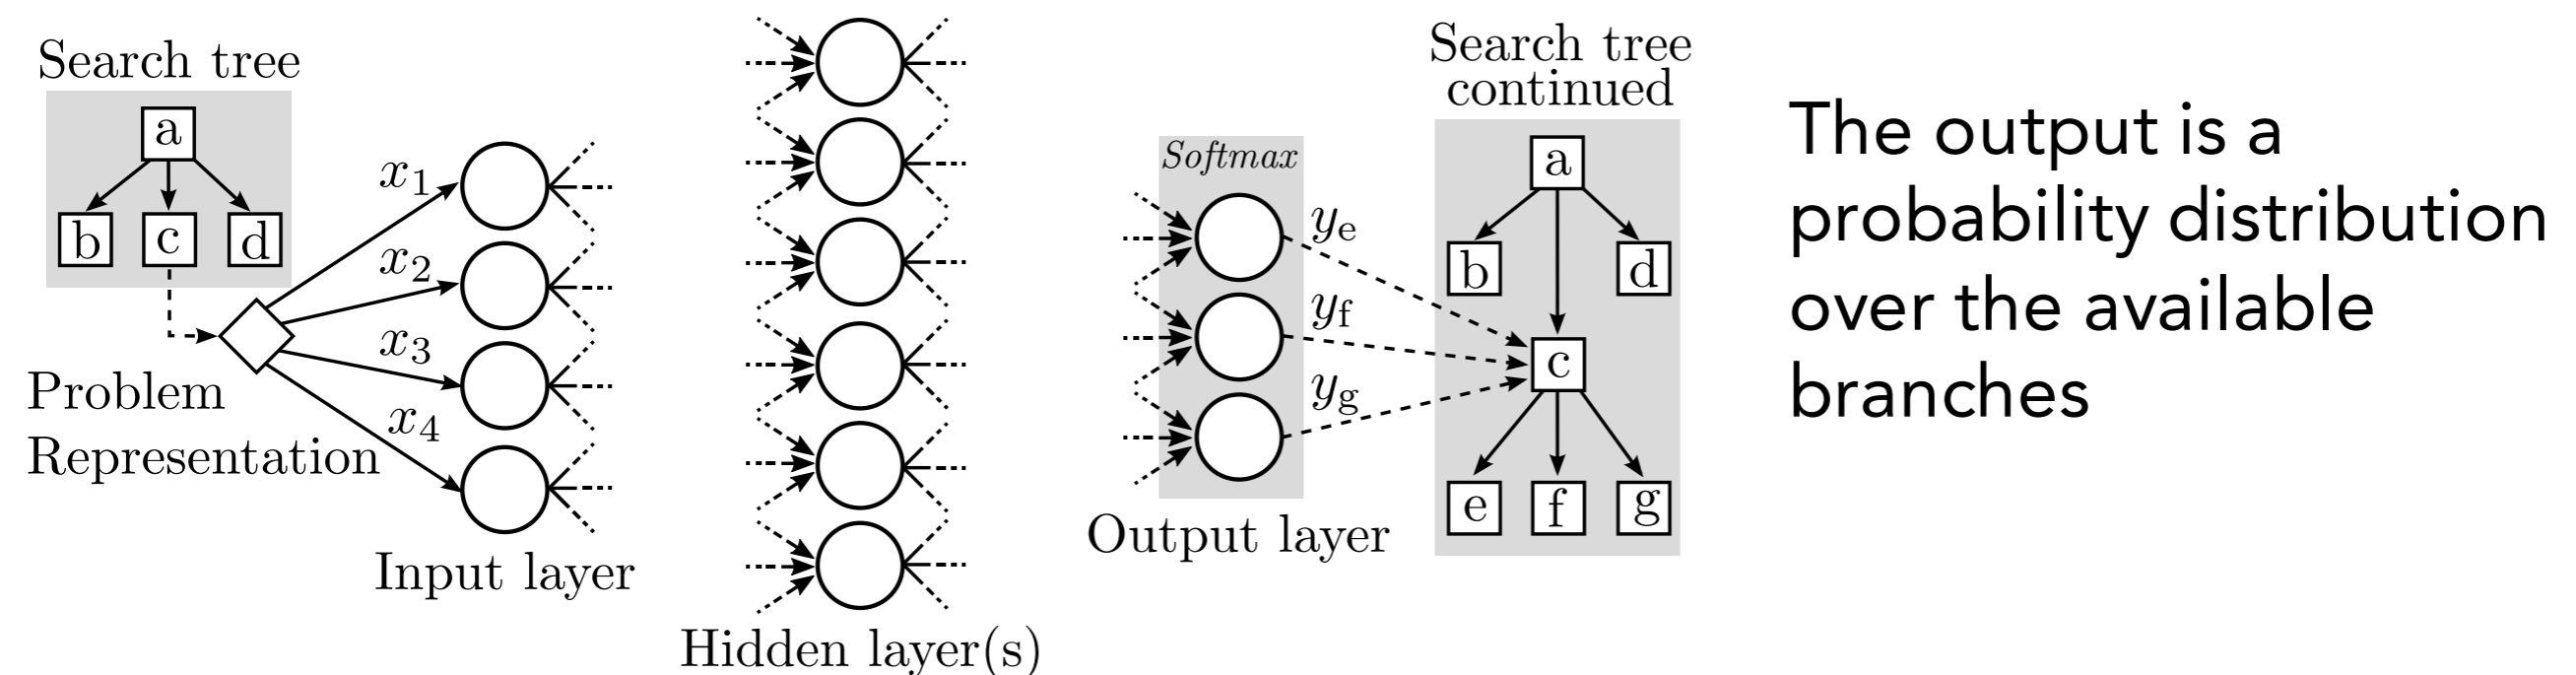 Search tree
a
b c d
x1
x2
x3
x4
Problem
Representation
Input layer
Hidden layer(s)
Softmax
ye
yf
yg
Output layer
Search tree
continued
a
b d
c
e f g
The output is a
probability distribution
over the available
branches